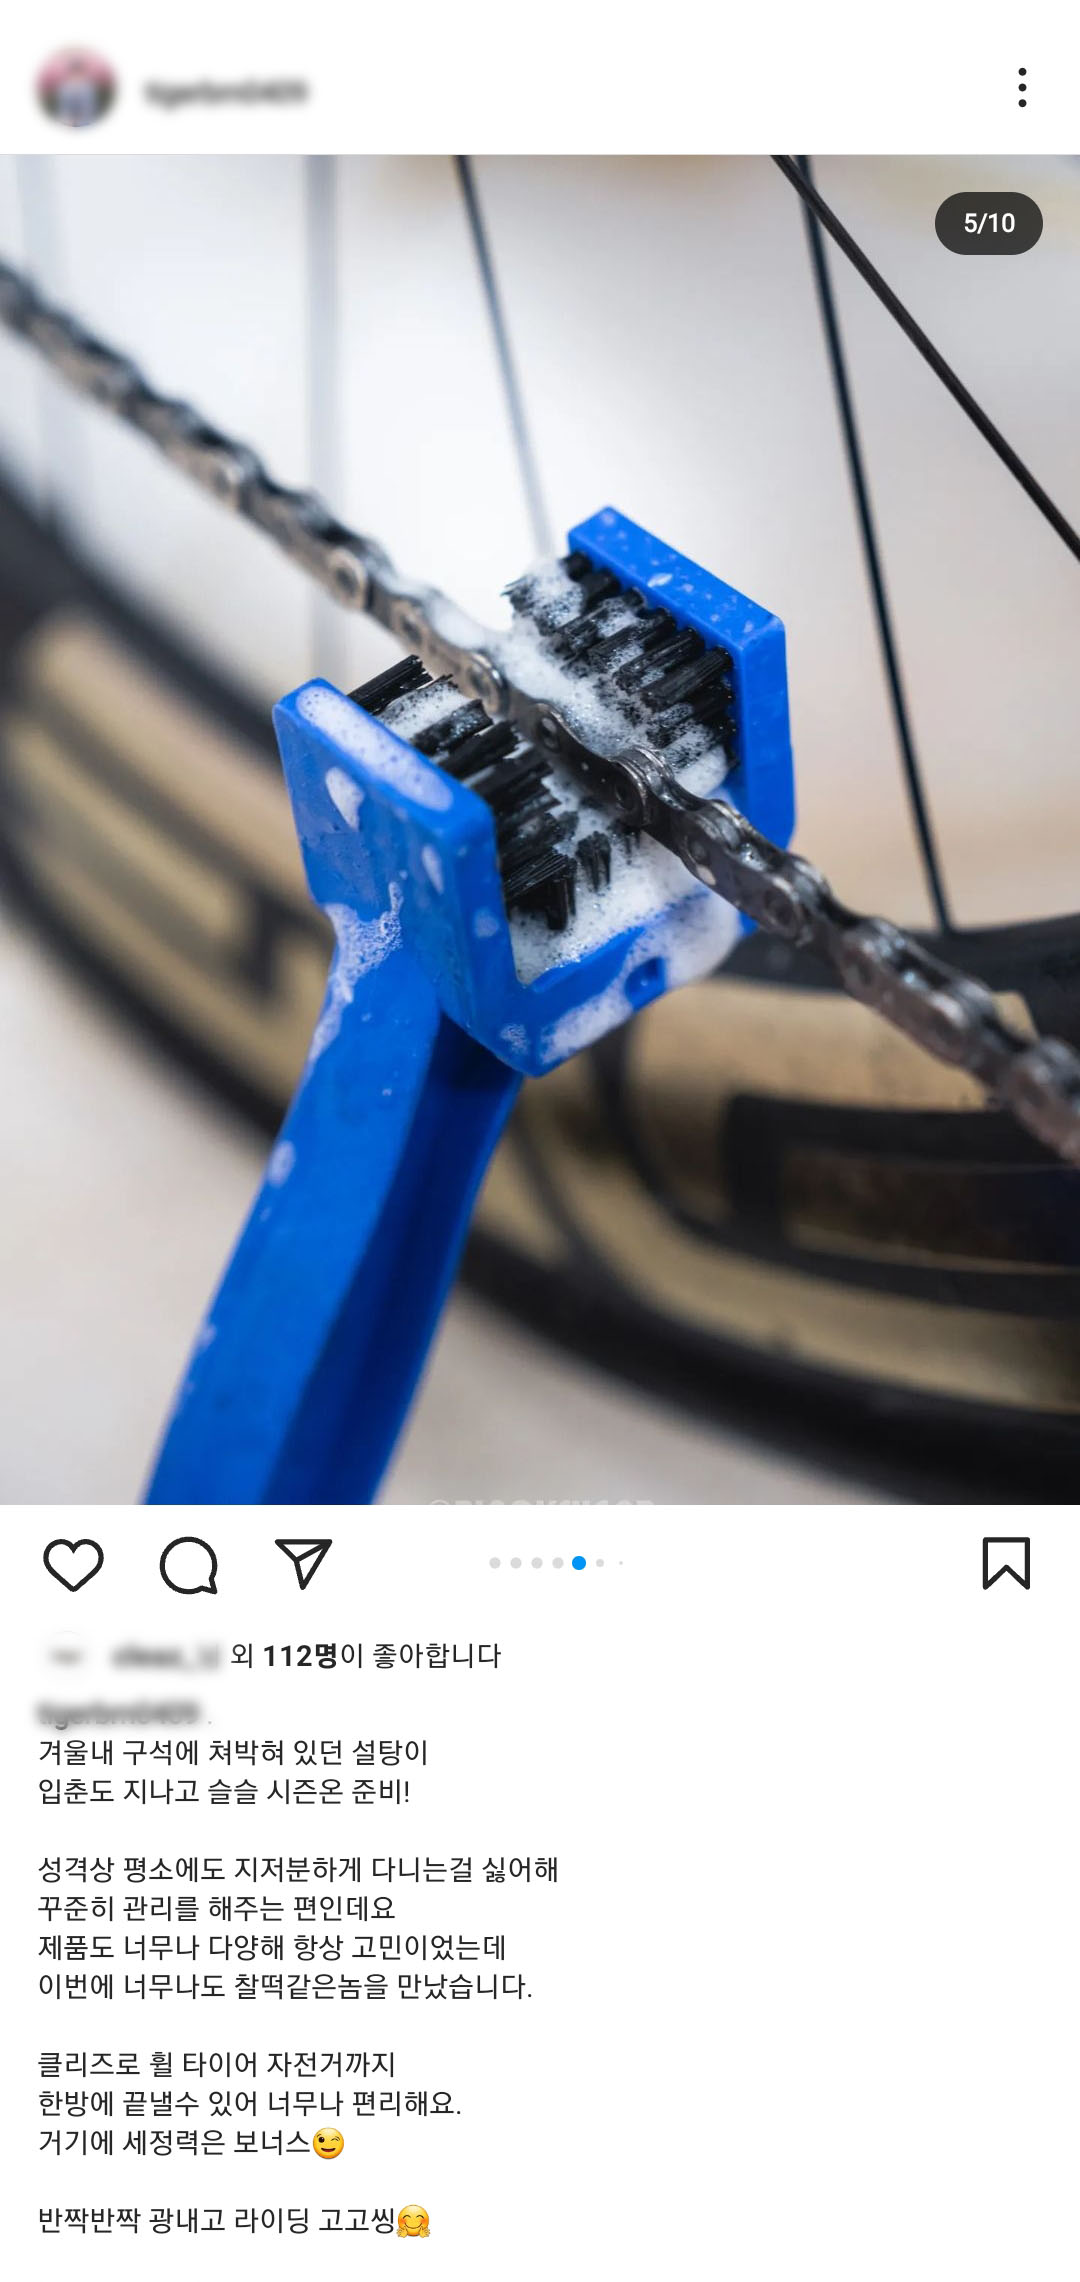 5/10
외 112명이 좋아합니다
.
겨울내 구석에 쳐박혀 있던 설탕이
입춘도 지나고 슬슬 시즌온 준비!
성격상 평소에도 지저분하게 다니는걸 싫어해
꾸준히 관리를 해주는 편인데요
제품도 너무나 다양해 항상 고민이었는데
이번에 너무나도 찰떡같은놈을 만났습니다.
클리즈로 휠 타이어 자전거까지
한방에 끝낼수 있어 너무나 편리해요.
거기에 세정력은 보너스😉
반짝반짝 광내고 라이딩 고고씽🤗